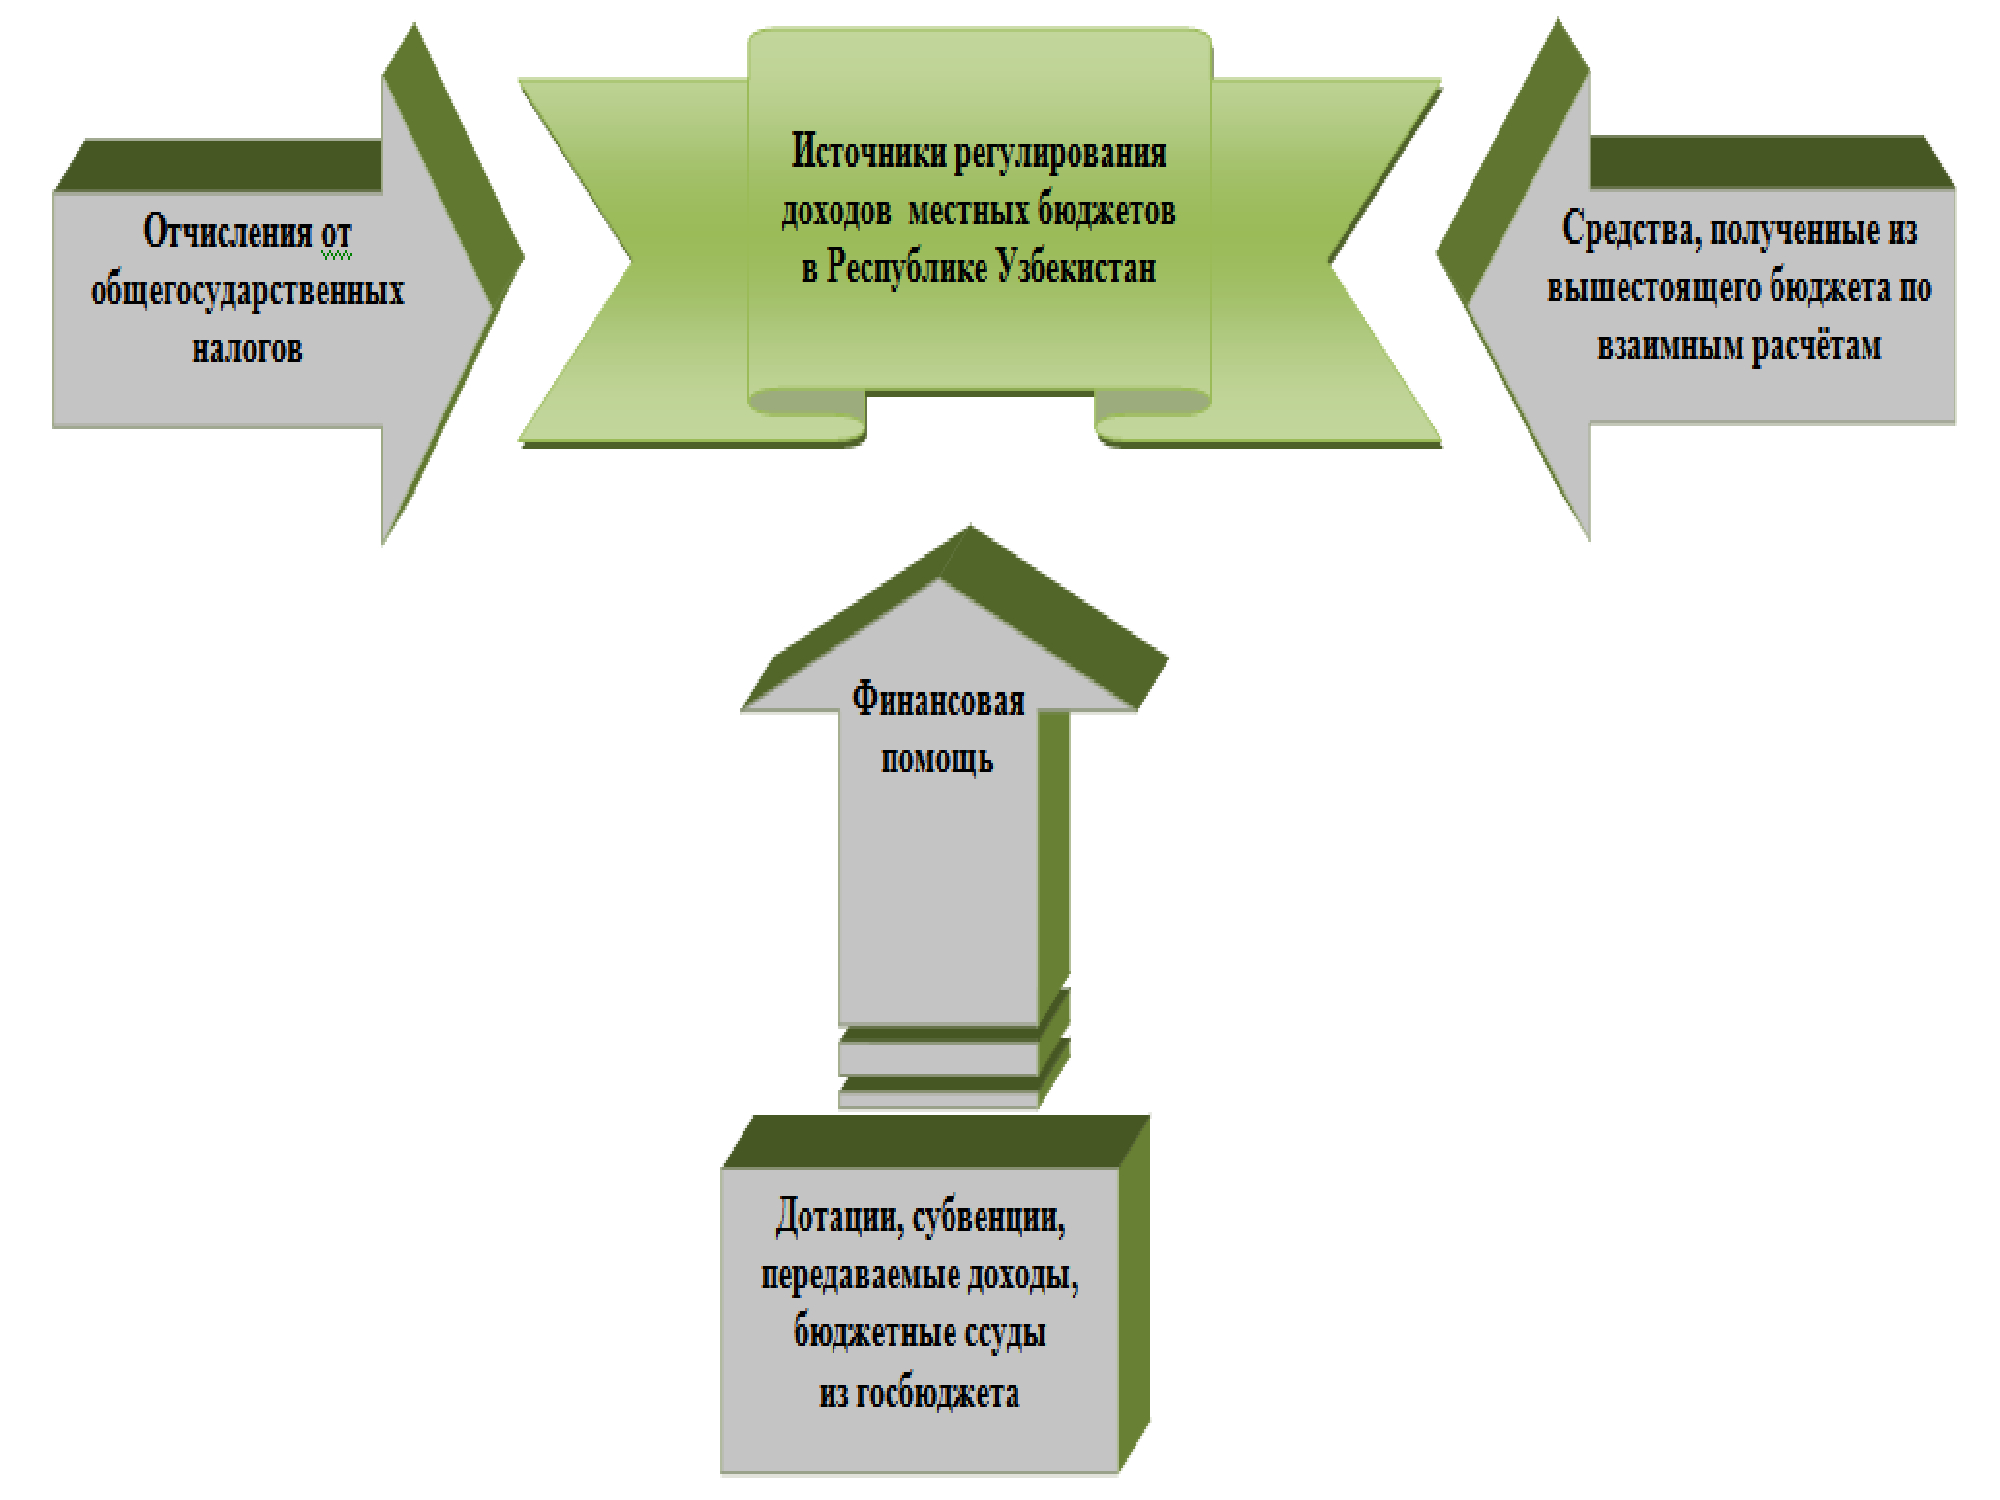 Отчисления от
общегосударственных
налогов
Источники регулирования
доходов  местных бюджетов
в Республике Узбекистан
Средства, полученные из
вышестоящего бюджета по
взаимным расчётам
Финансовая
помощь
Дотации, субвенции,
передаваемые доходы,
бюджетные ссуды
из госбюджета